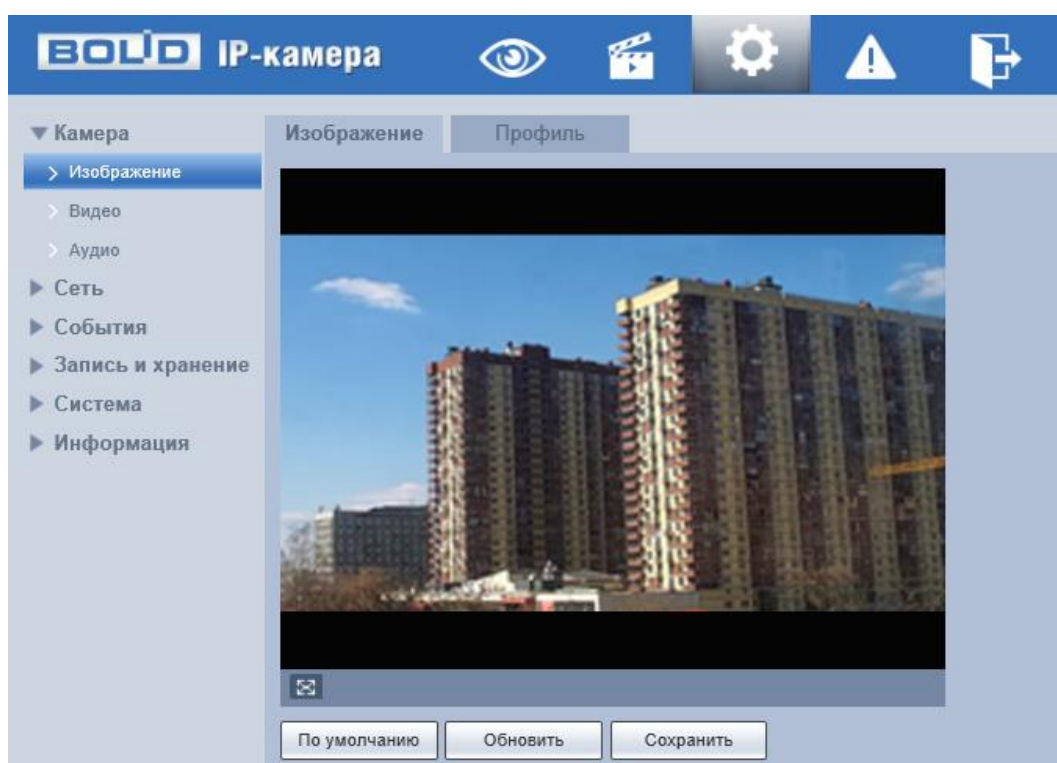 BOLID IP-камера
Камера
Изображение
Видео
Аудио
Сеть
События
Запись и хранение
Система
Информация
Изображение
Профиль
По умолчанию
Обновить
Сохранить